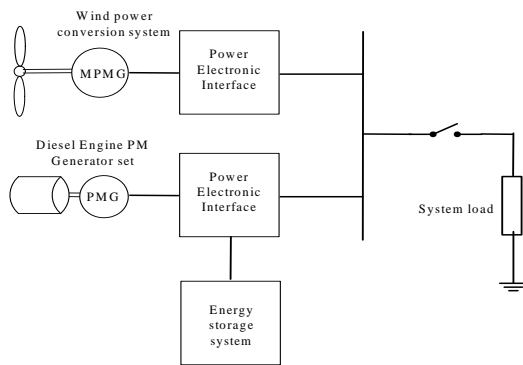 Wind power
conversion system
MPMG
Power
Electronic
Interface
Diesel Engine PM
Generator set
PMG
Power
Electronic
Interface
System load
Energy
storage
system